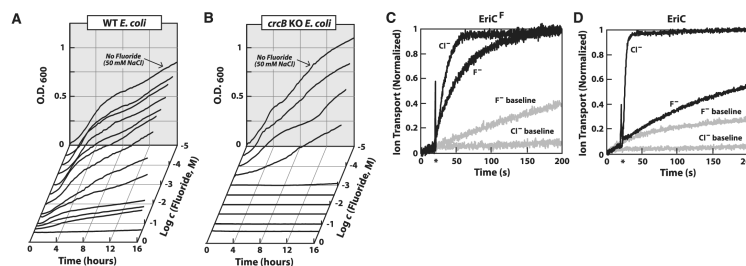 A
WT E. coli
No Fluoride
(50 mM NaCl)
O.D. 600
1
0.5
0
-5
-4
-3
-2
-1
0
Log c (Fluoride, M)
0 4 8 12 16
Time (hours)
B
crcB KO E. coli
No Fluoride
(50 mM NaCl)
O.D. 600
1
0.5
0
-5
-4
-3
-2
-1
0
Log c (Fluoride, M)
0 4 8 12 16
Time (hours)
C
EriC F
Ion Transport (Normalized)
1
0.8
0.6
0.4
0.2
0
Cl−
F−
F− baseline
Cl− baseline
* 50 100 150 200
Time (s)
D
EriC
Ion Transport (Normalized)
1
0.8
0.6
0.4
0.2
0
Cl−
F−
F− baseline
Cl− baseline
0 * 50 100 150 200
Time (s)